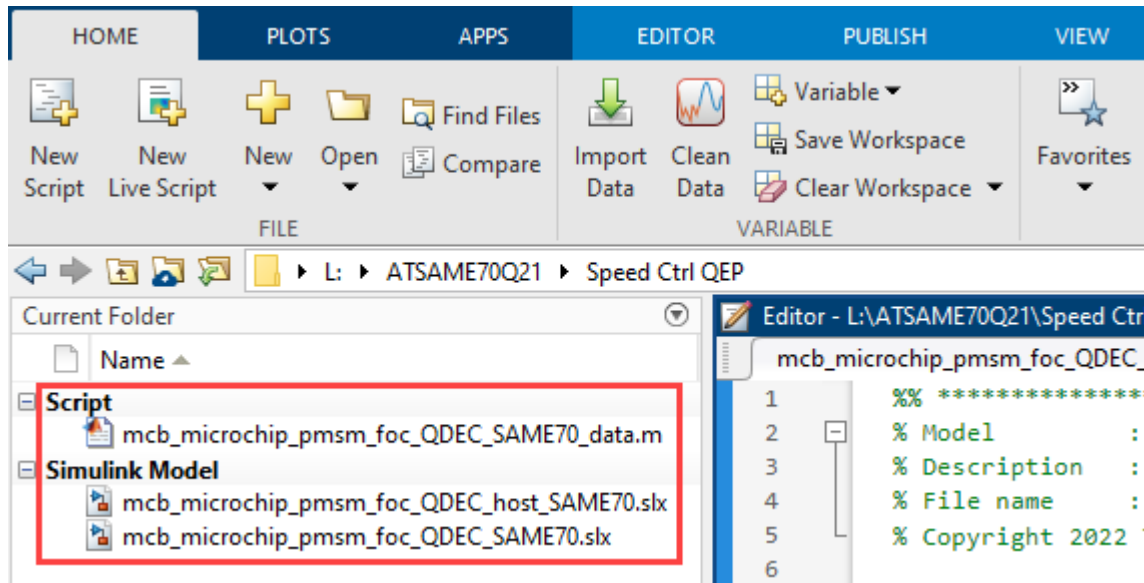 HOME PLOTS APPS EDITOR PUBLISH VIEW
New Script
New Live Script
New
Open
Find Files
Compare
Import Data
Clean Data
Variable
Save Workspace
Clear Workspace
Favorites
FILE VARIABLE
L: ATSAME70Q21 Speed Ctrl QEP
Current Folder
Name
Script
mcb_microchip_pmsm_foc_QDEC_SAME70_data.m
Simulink Model
mcb_microchip_pmsm_foc_QDEC_host_SAME70.slx
mcb_microchip_pmsm_foc_QDEC_SAME70.slx
Editor - L:\ATSAME70Q21\Speed Ctr
mcb_microchip_pmsm_foc_QDEC_
1 %% ***************
2 % Model :
3 % Description :
4 % File name :
5 % Copyright 2022
6